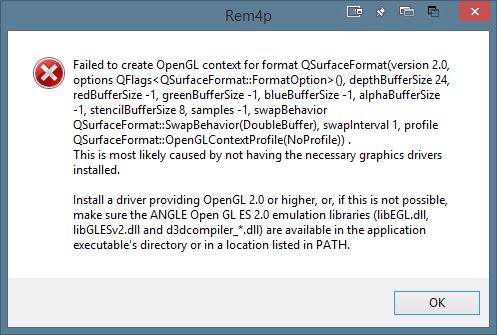 Rem4p
Failed to create OpenGL context for format QSurfaceFormat(version 2.0,
options QFlags<QSurfaceFormat::FormatOption>(), depthBufferSize 24,
redBufferSize -1, greenBufferSize -1, blueBufferSize -1, alphaBufferSize
-1, stencilBufferSize 8, samples -1, swapBehavior
QSurfaceFormat::SwapBehavior(DoubleBuffer), swapInterval 1, profile
QSurfaceFormat::OpenGLContextProfile(NoProfile)) .
This is most likely caused by not having the necessary graphics drivers
installed.
Install a driver providing OpenGL 2.0 or higher, or, if this is not possible,
make sure the ANGLE Open GL ES 2.0 emulation libraries (libEGL.dll,
libGLESv2.dll and d3dcompiler_*.dll) are available in the application
executable's directory or in a location listed in PATH.
OK